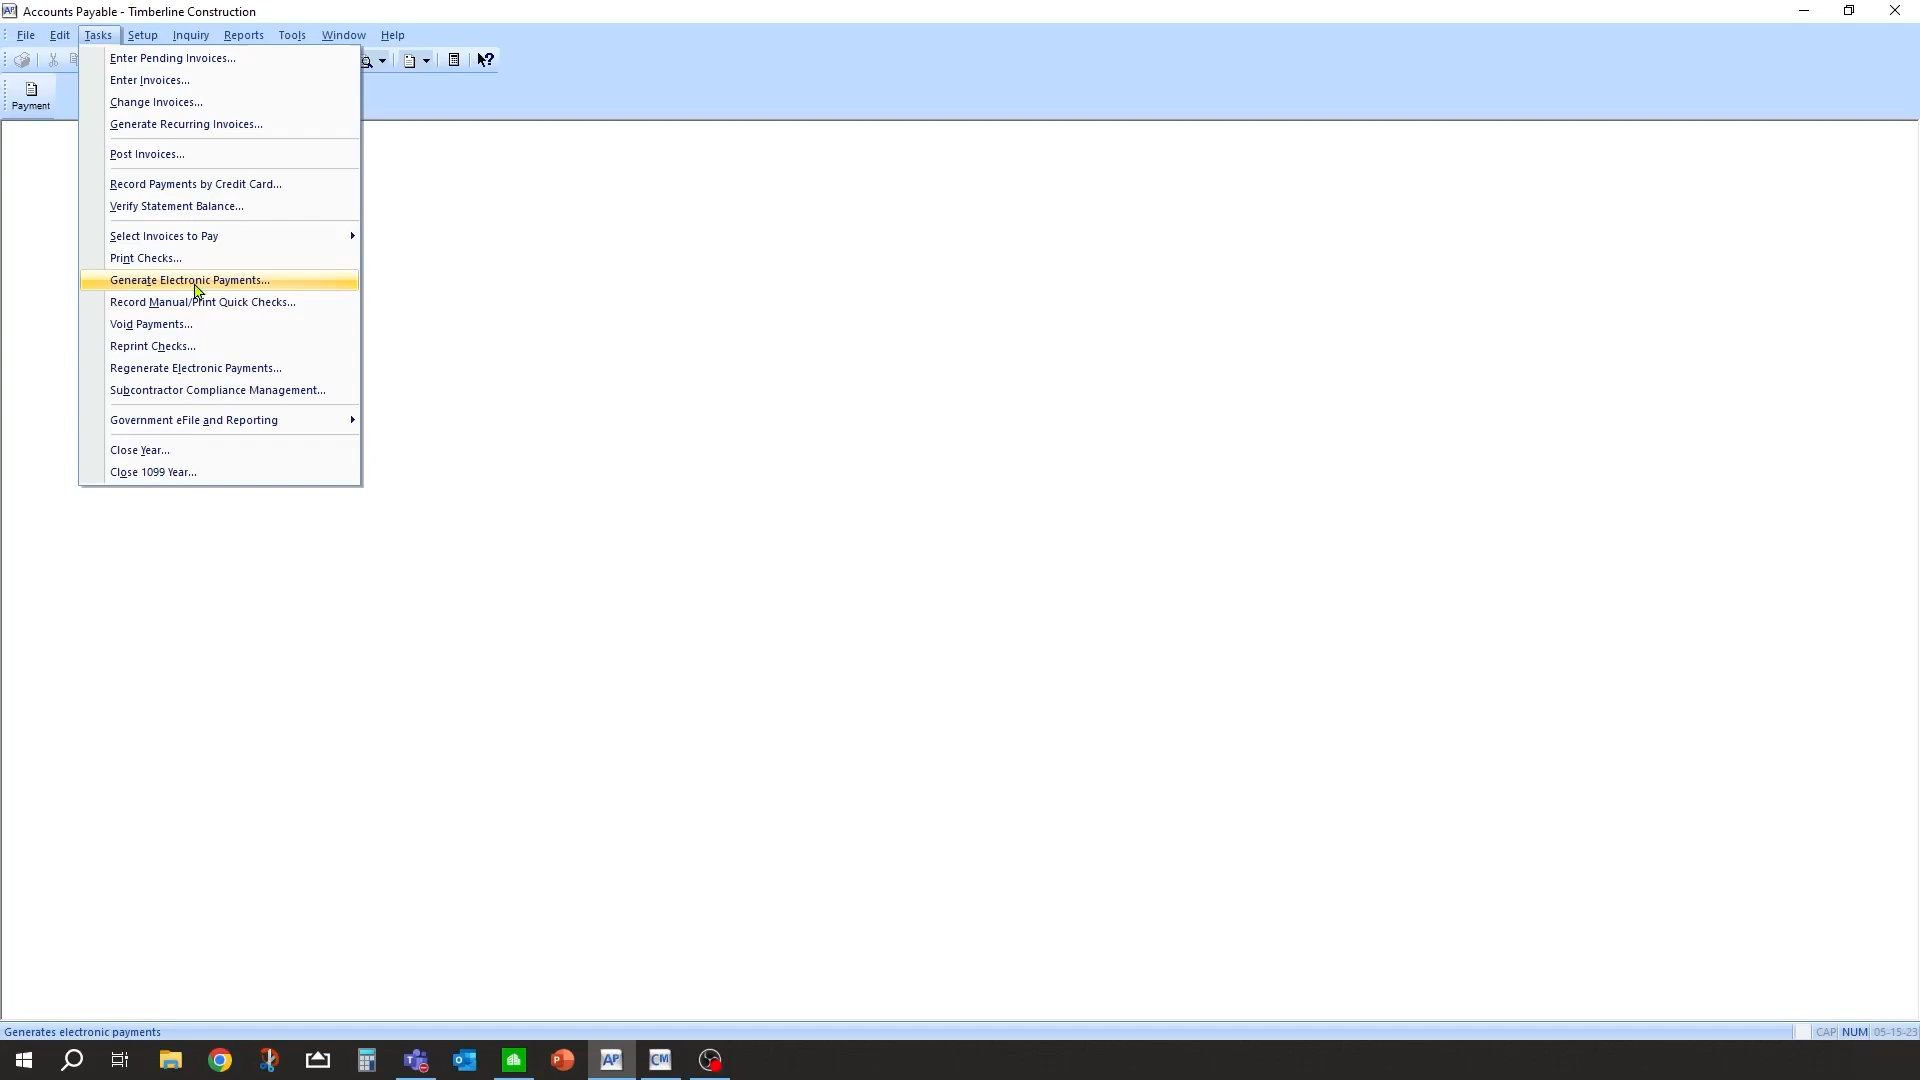 AP Accounts Payable - Timberline Construction
File Edit Tasks Setup Inquiry Reports Tools Window Help
Payment
Enter Pending Invoices...
Enter Invoices...
Change Invoices...
Generate Recurring Invoices...
Post Invoices...
Record Payments by Credit Card...
Verify Statement Balance...
Select Invoices to Pay
Print Checks...
Generate Electronic Payments...
Record Manual/Print Quick Checks...
Void Payments...
Reprint Checks...
Regenerate Electronic Payments...
Subcontractor Compliance Management...
Government eFile and Reporting
Close Year...
Close 1099 Year...
Generates electronic payments
CAP NUM 05-15-23
AP CM